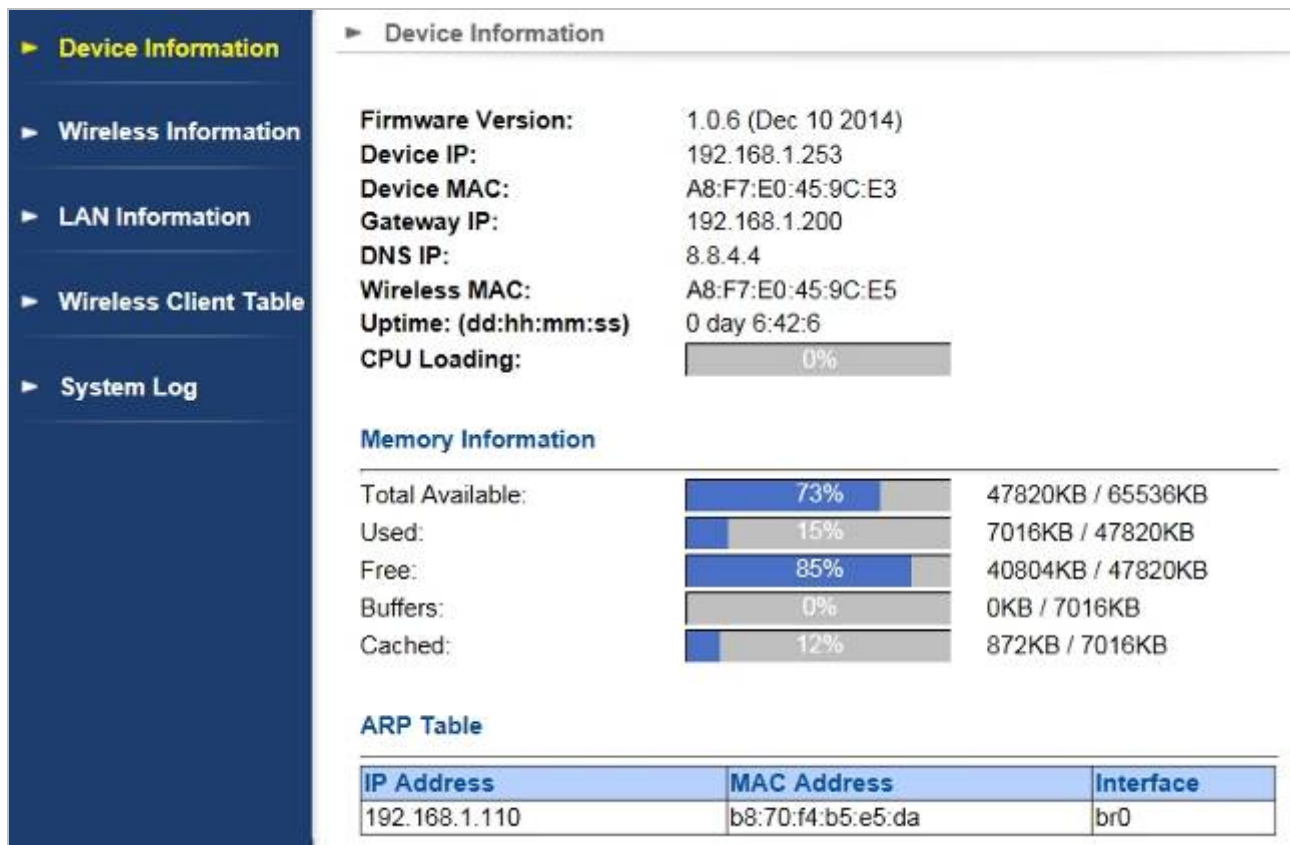 Device Information
Wireless Information
LAN Information
Wireless Client Table
System Log
Device Information
Firmware Version: 1.0.6 (Dec 10 2014)
Device IP: 192.168.1.253
Device MAC: A8:F7:E0:45:9C:E3
Gateway IP: 192.168.1.200
DNS IP: 8.8.4.4
Wireless MAC: A8:F7:E0:45:9C:E5
Uptime: (dd:hh:mm:ss) 0 day 6:42:6
CPU Loading: 0%
Memory Information
Total Available: 73% 47820KB / 65536KB
Used: 15% 7016KB / 47820KB
Free: 85% 40804KB / 47820KB
Buffers: 0% 0KB / 7016KB
Cached: 12% 872KB / 7016KB
ARP Table
IP Address MAC Address Interface
192.168.1.110 b8:70:f4:b5:e5:da br0